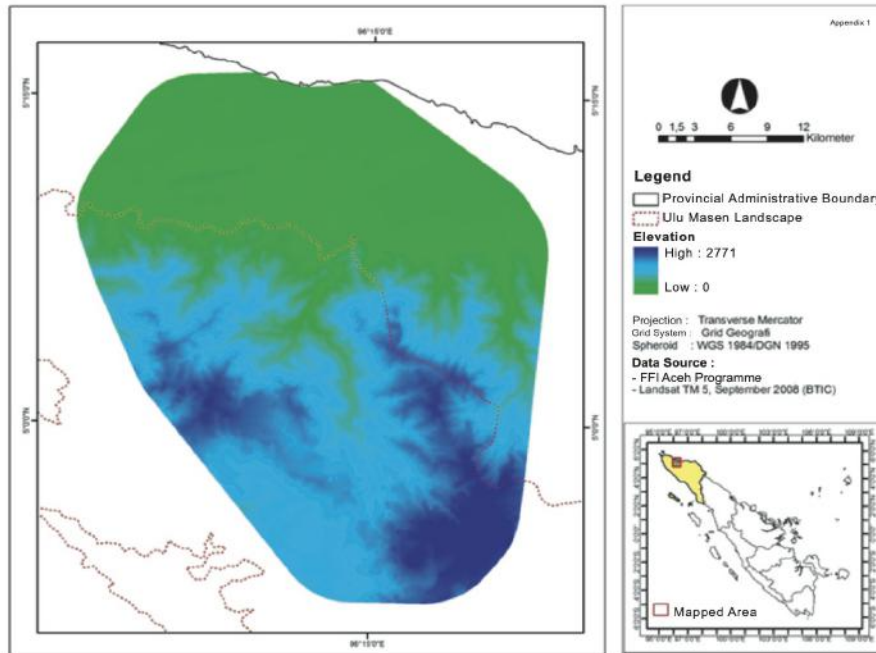 96°15'0"E
5°15'0"N
5°15'0"N
5°0'0"N
5°0'0"N
96°15'0"E
Appendix 1
0 1,5 3 6 9 12
Kilometer
Legend
Provincial Administrative Boundary
Ulu Masen Landscape
Elevation
High : 2771
Low : 0
Projection : Transverse Mercator
Grid System : Grid Geografi
Spheroid : WGS 1984/DGN 1995
Data Source :
- FFI Aceh Programme
- Landsat TM 5, September 2008 (BTIC)
Mapped Area